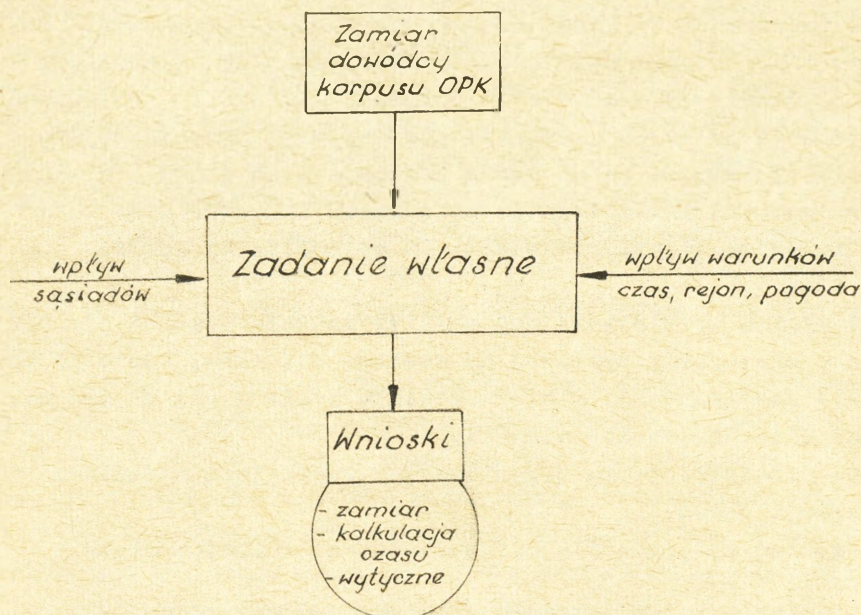 Zamiar
dowódcy
korpusu OPK
Zadanie własne
wpływ
sąsiadów
wpływ warunków
czas, rejon, pogoda
Wnioski
- zamiar
- kalkulacja
czasu
- wytyczne